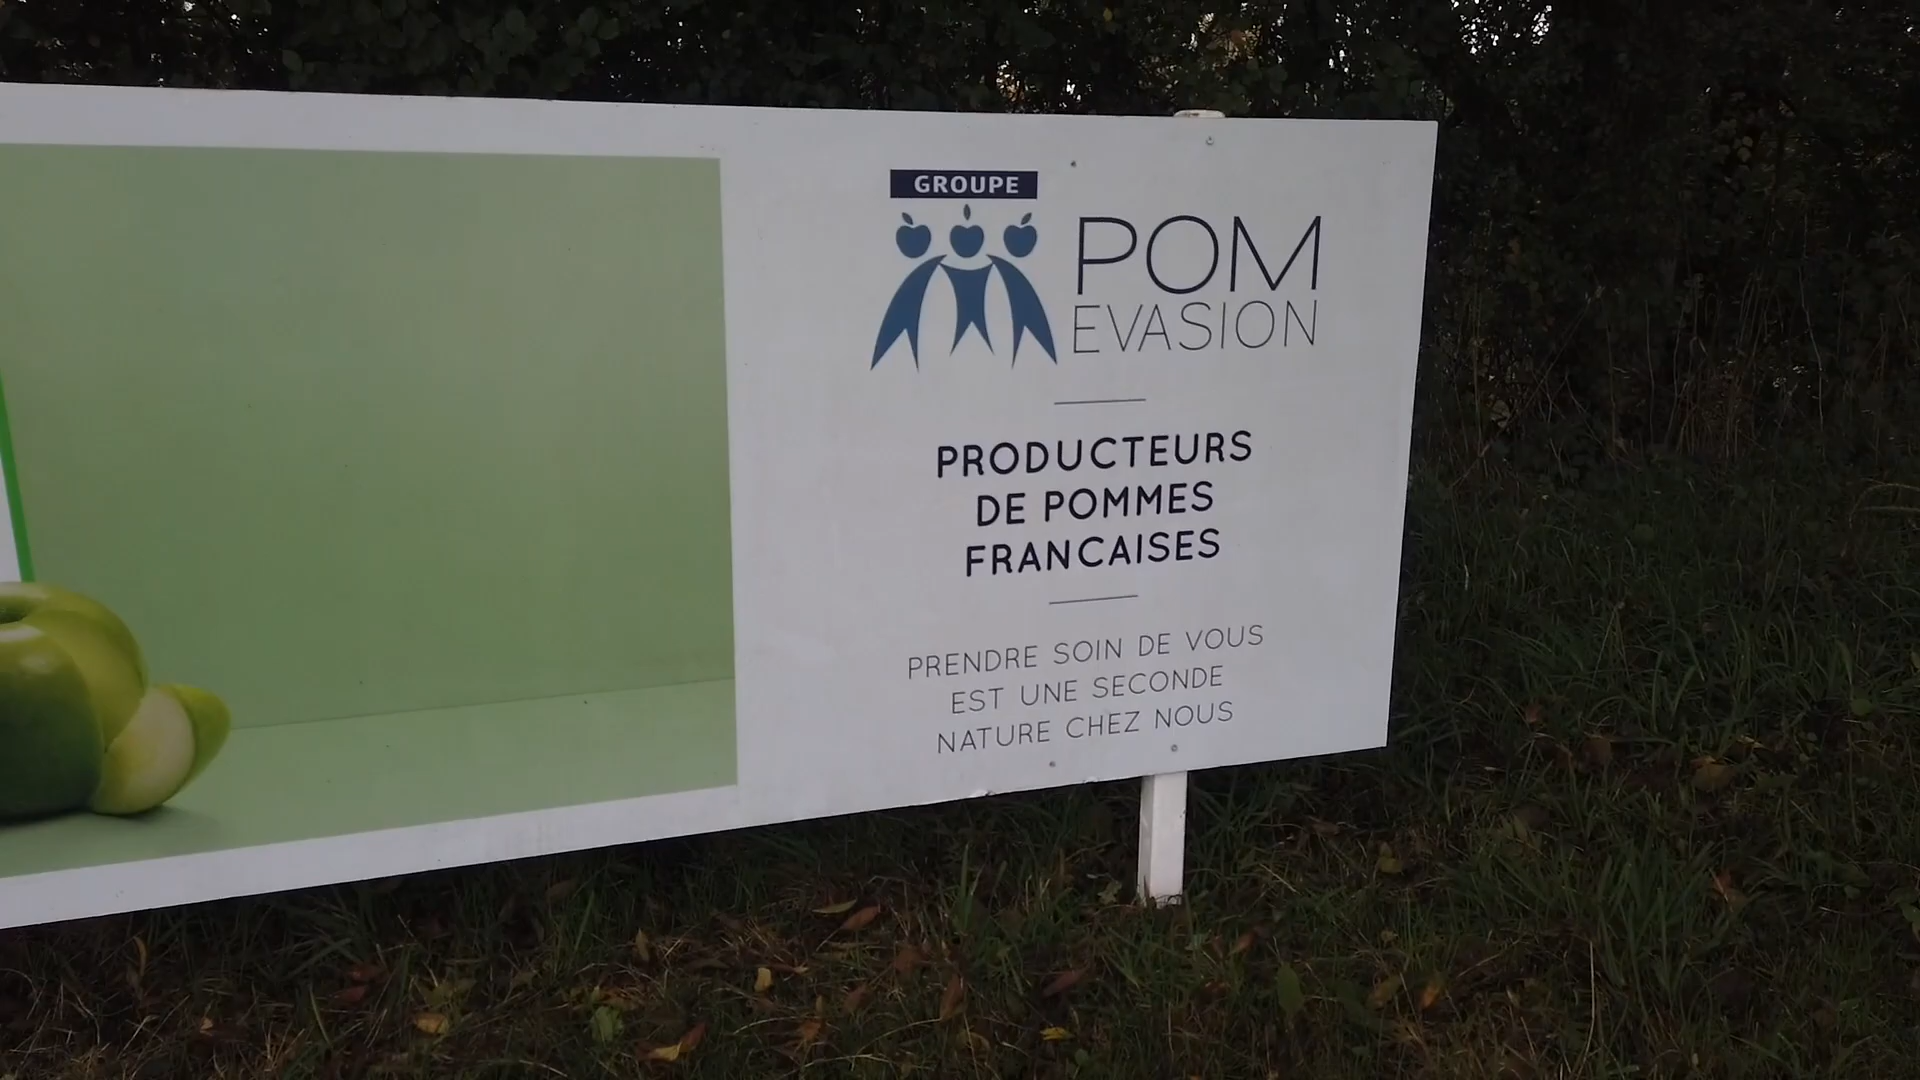 GROUPE
POM
EVASION
PRODUCTEURS
DE POMMES
FRANCAISES
PRENDRE SOIN DE VOUS
EST UNE SECONDE
NATURE CHEZ NOUS